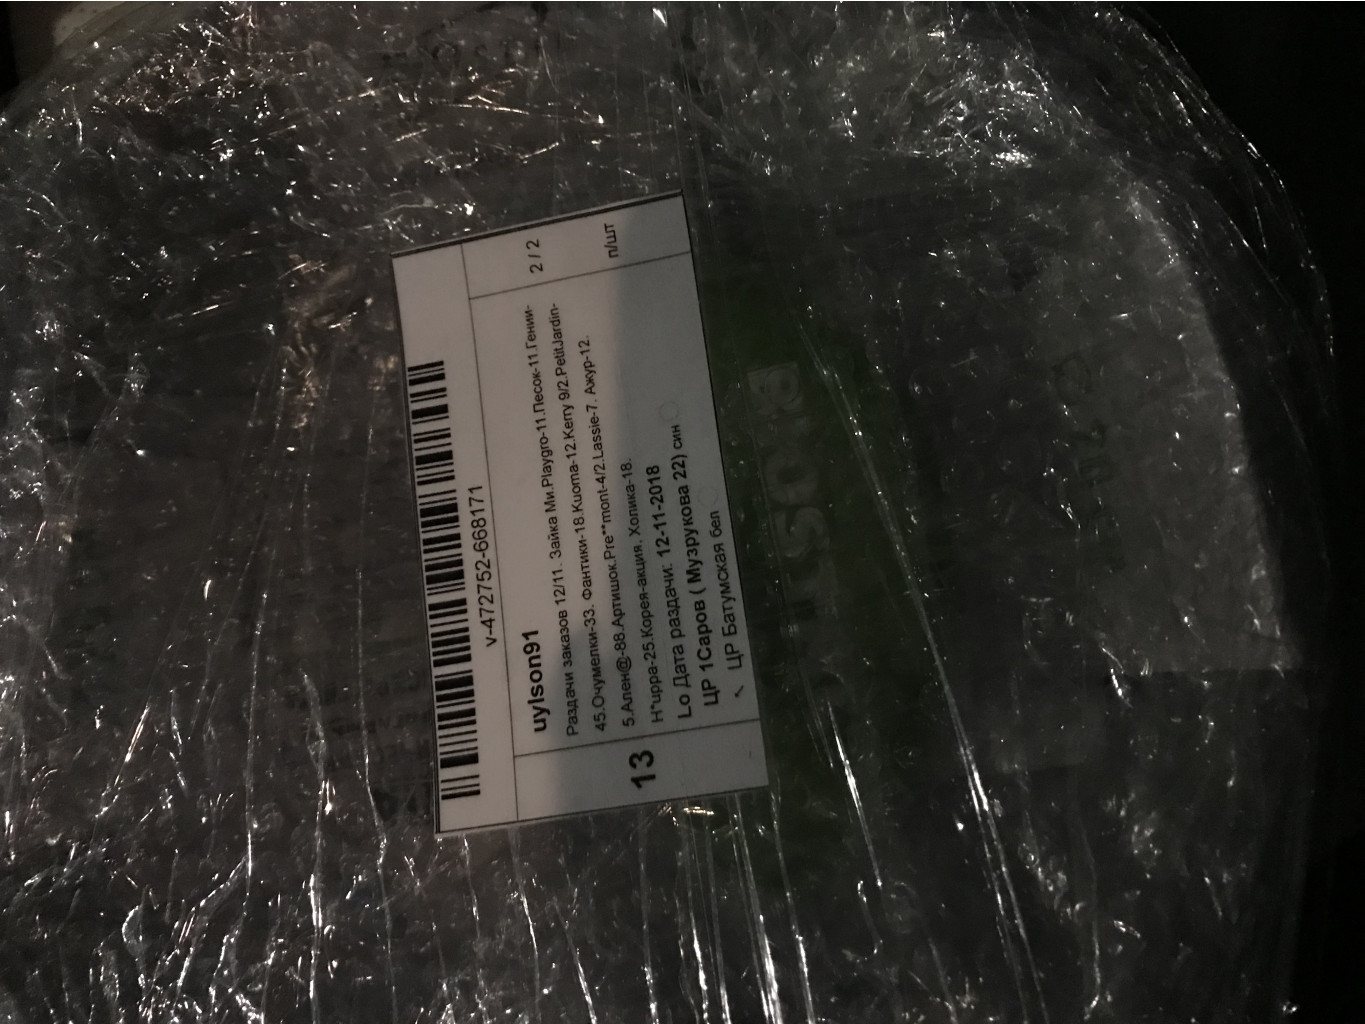 v-472752-668171
uylson91
2 / 2
Раздачи заказов 12/11. Зайка Ми.Playgro-11.Песок-11.Гении-
45.Очумелки-33. Фантики-18.Kuoma-12.Kerry 9/2.PetitJardin-
5.Ален@-88.Артишок.Pre**mont-4/2.Lassie-7. Ажур-12.
H*uppa-25.Корея-акция. Холика-18.
13
Lo Дата раздачи: 12-11-2018
п/шт
ЦР 1Саров ( Музрукова 22) син
ЦР Батумская бел